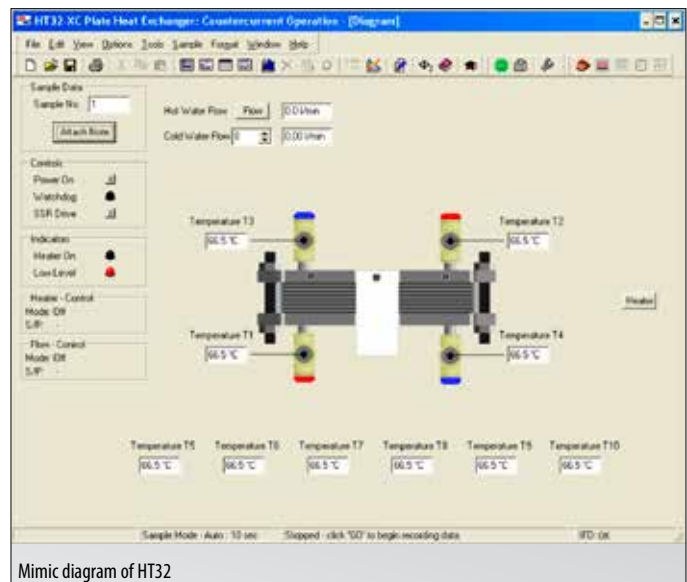 HT32-XC Plate Heat Exchanger: Countercurrent Operation - [Diagram]
File Edit View Options Tools Sample Format Window Help
Sample Data
Sample No. 1
Attach Note
Hot Water Flow Flow 0.0 l/min
Cold Water Flow 0 0.00 l/min
Controls
Power On
Watchdog
SSR Drive
Indicators
Heater On
Low Level
Heater - Control
Mode: Off
S/P: -
Flow - Control
Mode: Off
S/P: -
Temperature T3
66.5 °C
Temperature T2
66.5 °C
Heater
Temperature T1
66.5 °C
Temperature T4
66.5 °C
Temperature T5 Temperature T6 Temperature T7 Temperature T8 Temperature T9 Temperature T10
66.5 °C 66.5 °C 66.5 °C 66.5 °C 66.5 °C 66.5 °C
Sample Mode : Auto : 10 sec Stopped - click "GO" to begin recording data. IFD: OK
Mimic diagram of HT32